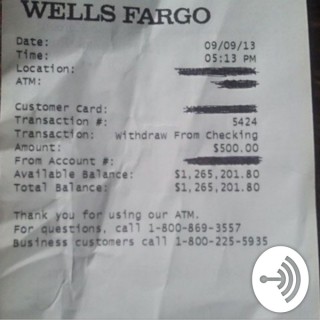 WELLS FARGO
Date: 09/09/13
Time: 05:13 PM
Location:
ATM:
Customer Card:
Transaction #: 5424
Transaction: Withdraw From Checking
Amount: $500.00
From Account #:
Available Balance: $1,265,201.80
Total Balance: $1,265,201.80
Thank you for using our ATM.
For questions, call 1-800-869-3557
Business customers call 1-800-225-5935